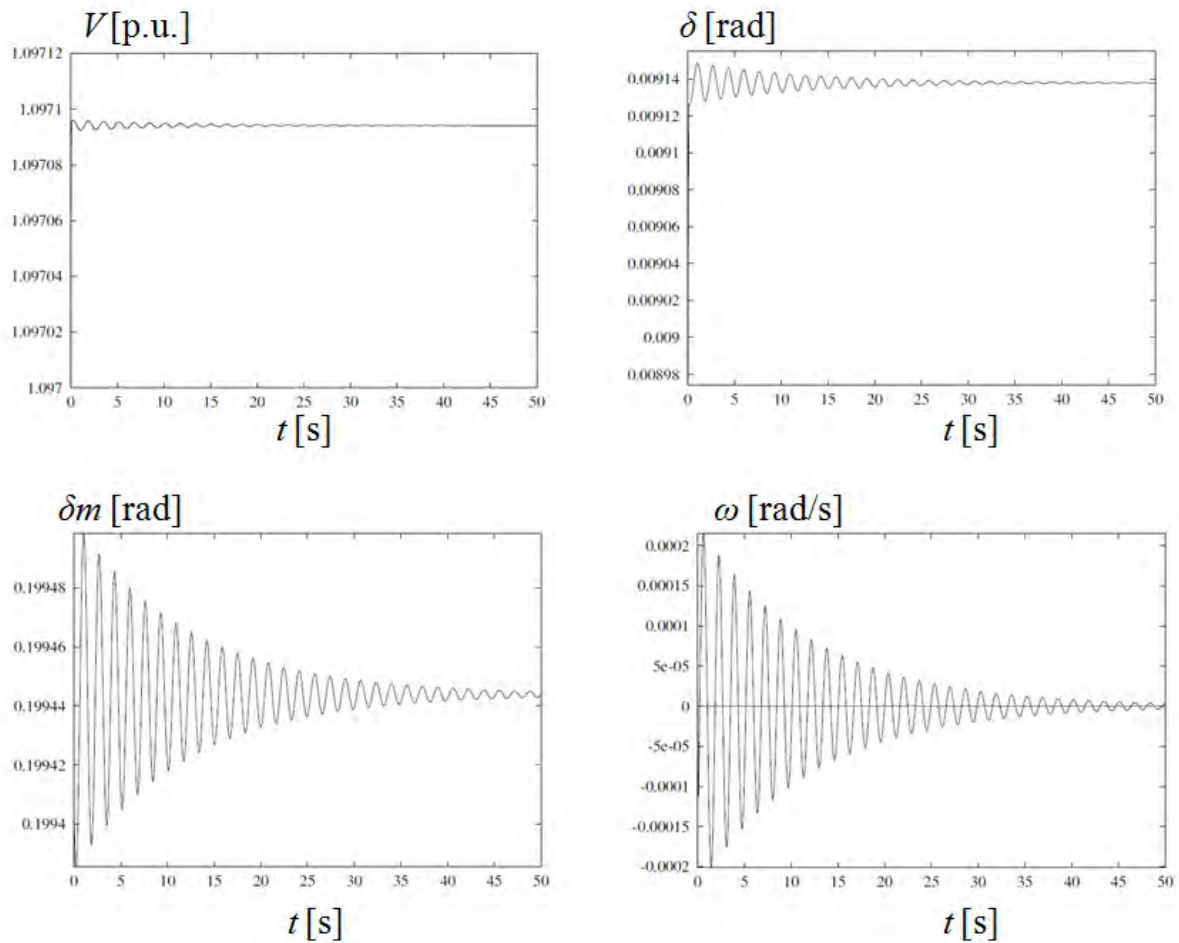 V [p.u.]
1.09712
1.0971
1.09708
1.09706
1.09704
1.09702
1.097
0 5 10 15 20 25 30 35 40 45 50
t [s]
δ [rad]
0.00914
0.00912
0.0091
0.00908
0.00906
0.00904
0.00902
0.009
0.00898
0 5 10 15 20 25 30 35 40 45 50
t [s]
δm [rad]
0.19948
0.19946
0.19944
0.19942
0.1994
0 5 10 15 20 25 30 35 40 45 50
t [s]
ω [rad/s]
0.0002
0.00015
0.0001
5e-05
0
-5e-05
-0.0001
-0.00015
-0.0002
0 5 10 15 20 25 30 35 40 45 50
t [s]